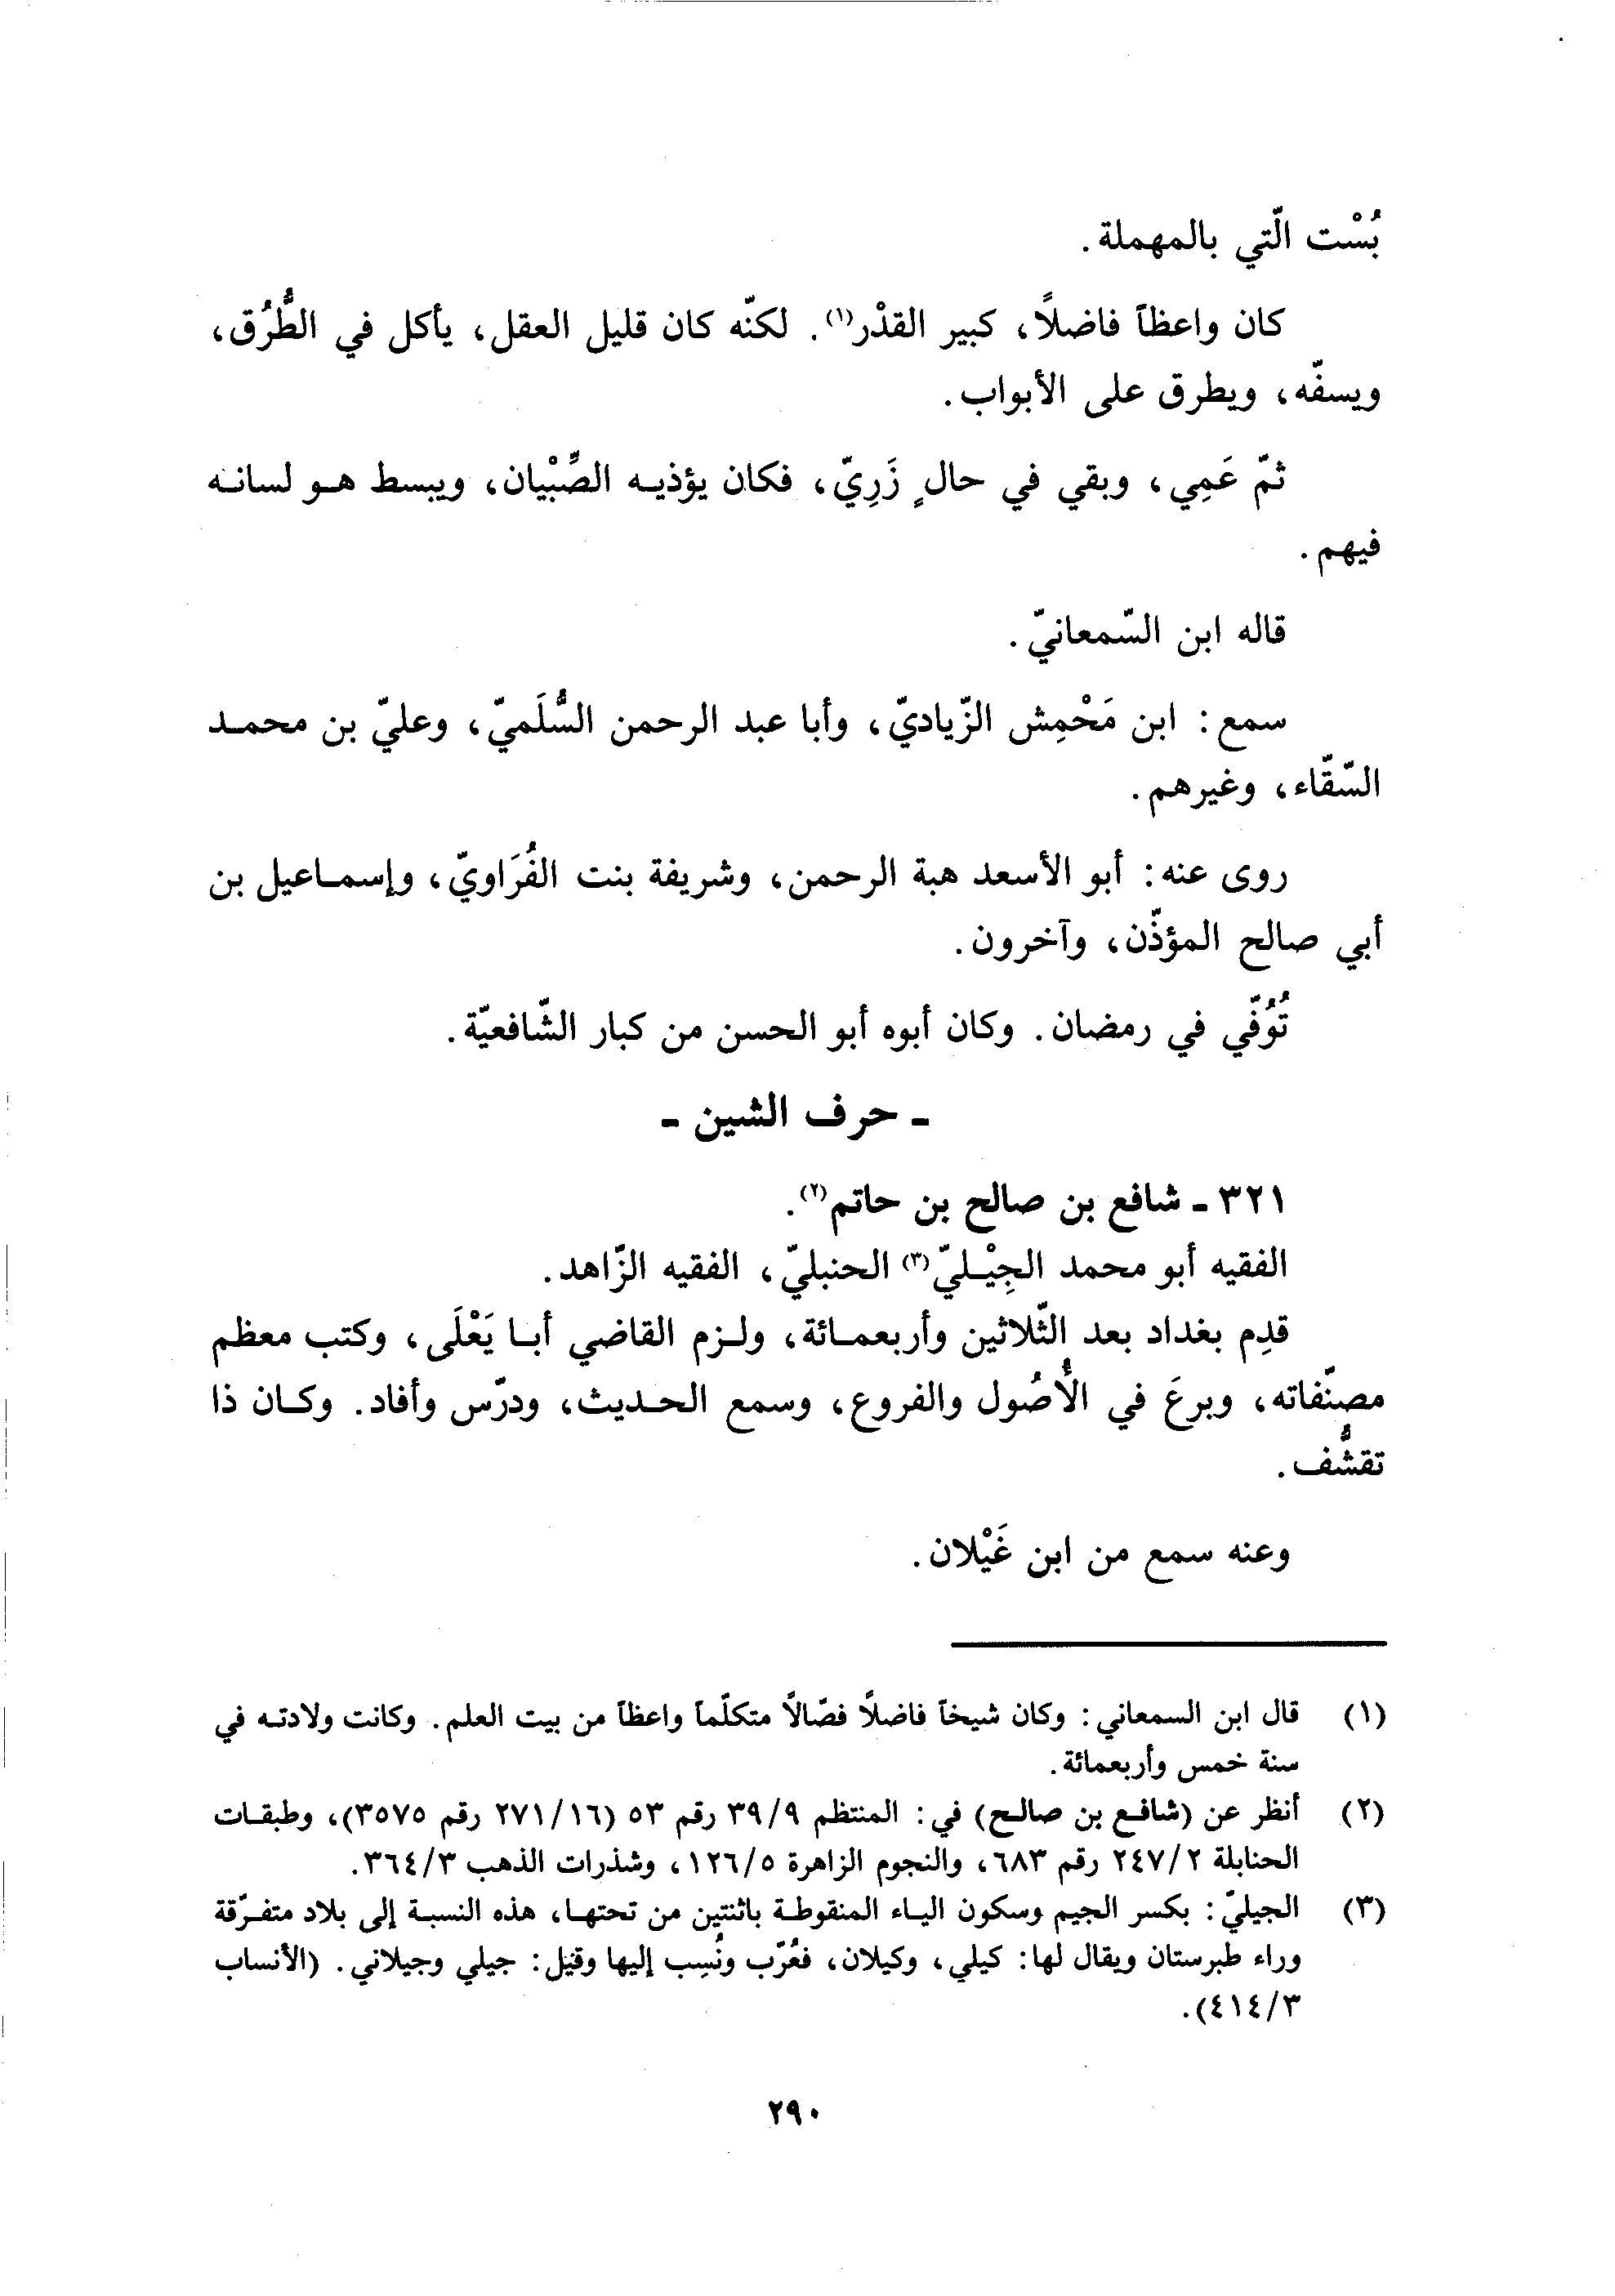 بُسْت الّتي بالمهملة.
كان واعظاً فاضلاً، كبير القدْر(١). لكنّه كان قليل العقل، يأكل في الطُّرُق،
ويسفّه، ويطرق على الأبواب.
ثمّ عَمِي، وبقي في حالٍ زَرِيّ، فكان يؤذيه الصِّبْيان، ويبسط هو لسانه
فيهم.
قاله ابن السّمعانيّ.
سمع: ابن مَحْمِش الزّياديّ، وأبا عبد الرحمن السُّلَميّ، وعليّ بن محمد
السّقّاء، وغيرهم.
روى عنه: أبو الأسعد هبة الرحمن، وشريفة بنت الفُرَاويّ، وإسماعيل بن
أبي صالح المؤذّن، وآخرون.
تُوُفّي في رمضان. وكان أبوه أبو الحسن من كبار الشّافعيّة.
- حرف الشين -
٣٢١ - شافع بن صالح بن حاتم(٢).
الفقيه أبو محمد الجِيْليّ(٣) الحنبليّ، الفقيه الزّاهد.
قدِم بغداد بعد الثّلاثين وأربعمائة، ولزم القاضي أبا يَعْلَى، وكتب معظم
مصنّفاته، وبرعَ في الأُصُول والفروع، وسمع الحديث، ودرّس وأفاد. وكان ذا
تقشُّف.
وعنه سمع من ابن غَيْلان.
(١) قال ابن السمعاني: وكان شيخاً فاضلاً فصّالاً متكلّماً واعظاً من بيت العلم. وكانت ولادته في
سنة خمس وأربعمائة.
(٢) أنظر عن (شافع بن صالح) في: المنتظم ٣٩/٩ رقم ٥٣ (٢٧١/١٦ رقم ٣٥٧٥)، وطبقات
الحنابلة ٢٤٧/٢ رقم ٦٨٣، والنجوم الزاهرة ١٢٦/٥، وشذرات الذهب ٣٦٤/٣.
(٣) الجيليّ: بكسر الجيم وسكون الياء المنقوطة باثنتين من تحتها، هذه النسبة إلى بلاد متفرّقة
وراء طبرستان ويقال لها: كيلي، وكيلان، فعُرّب ونُسِب إليها وقيل: جيلي وجيلاني. (الأنساب
٤١٤/٣).
٢٩٠